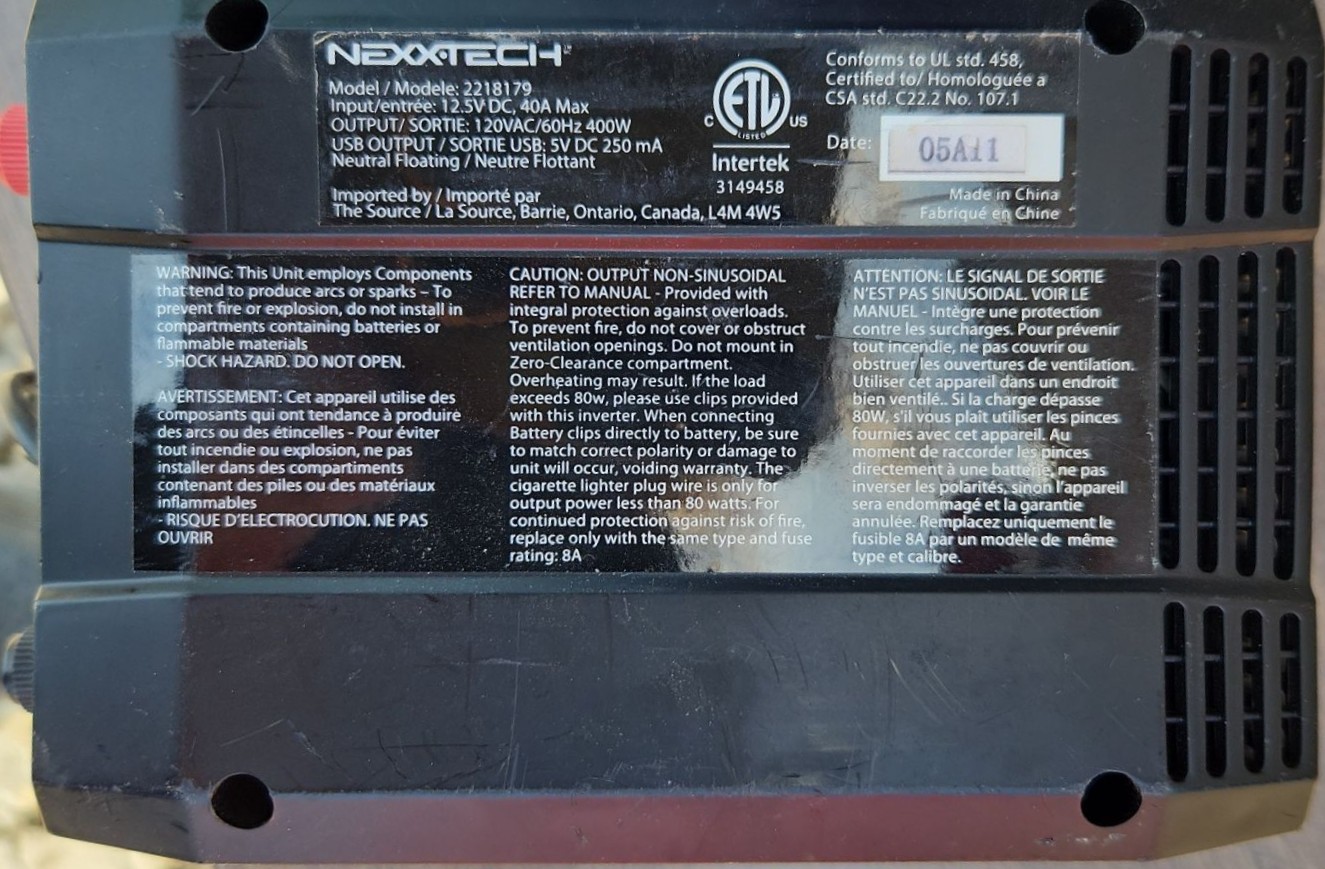 NEXXTECH
Model / Modele: 2218179
Input/entrée: 12.5V DC, 40A Max
OUTPUT/ SORTIE: 120VAC/60Hz 400W
USB OUTPUT / SORTIE USB: 5V DC 250 mA
Neutral Floating / Neutre Flottant
Imported by / Importé par
The Source / La Source, Barrie, Ontario, Canada, L4M 4W5
ETL
C US
LISTED
Intertek
3149458
Conforms to UL std. 458,
Certified to/ Homologuée a
CSA std. C22.2 No. 107.1
Date: 05A11
Made in China
Fabriqué en Chine
WARNING: This Unit employs Components
that tend to produce arcs or sparks – To
prevent fire or explosion, do not install in
compartments containing batteries or
flammable materials
- SHOCK HAZARD. DO NOT OPEN.
AVERTISSEMENT: Cet appareil utilise des
composants qui ont tendance à produire
des arcs ou des étincelles - Pour éviter
tout incendie ou explosion, ne pas
installer dans des compartiments
contenant des piles ou des matériaux
inflammables
- RISQUE D'ELECTROCUTION. NE PAS
OUVRIR
CAUTION: OUTPUT NON-SINUSOIDAL
REFER TO MANUAL - Provided with
integral protection against overloads.
To prevent fire, do not cover or obstruct
ventilation openings. Do not mount in
Zero-Clearance compartment.
Overheating may result. If the load
exceeds 80w, please use clips provided
with this inverter. When connecting
Battery clips directly to battery, be sure
to match correct polarity or damage to
unit will occur, voiding warranty. The
cigarette lighter plug wire is only for
output power less than 80 watts. For
continued protection against risk of fire,
replace only with the same type and fuse
rating: 8A
ATTENTION: LE SIGNAL DE SORTIE
N'EST PAS SINUSOIDAL. VOIR LE
MANUEL - Intègre une protection
contre les surcharges. Pour prévenir
tout incendie, ne pas couvrir ou
obstruer les ouvertures de ventilation.
Utiliser cet appareil dans un endroit
bien ventilé.. Si la charge dépasse
80W, s'il vous plaît utiliser les pinces
fournies avec cet appareil. Au
moment de raccorder les pinces
directement à une batterie, ne pas
inverser les polarités, sinon l'appareil
sera endommagé et la garantie
annulée. Remplacez uniquement le
fusible 8A par un modèle de même
type et calibre.